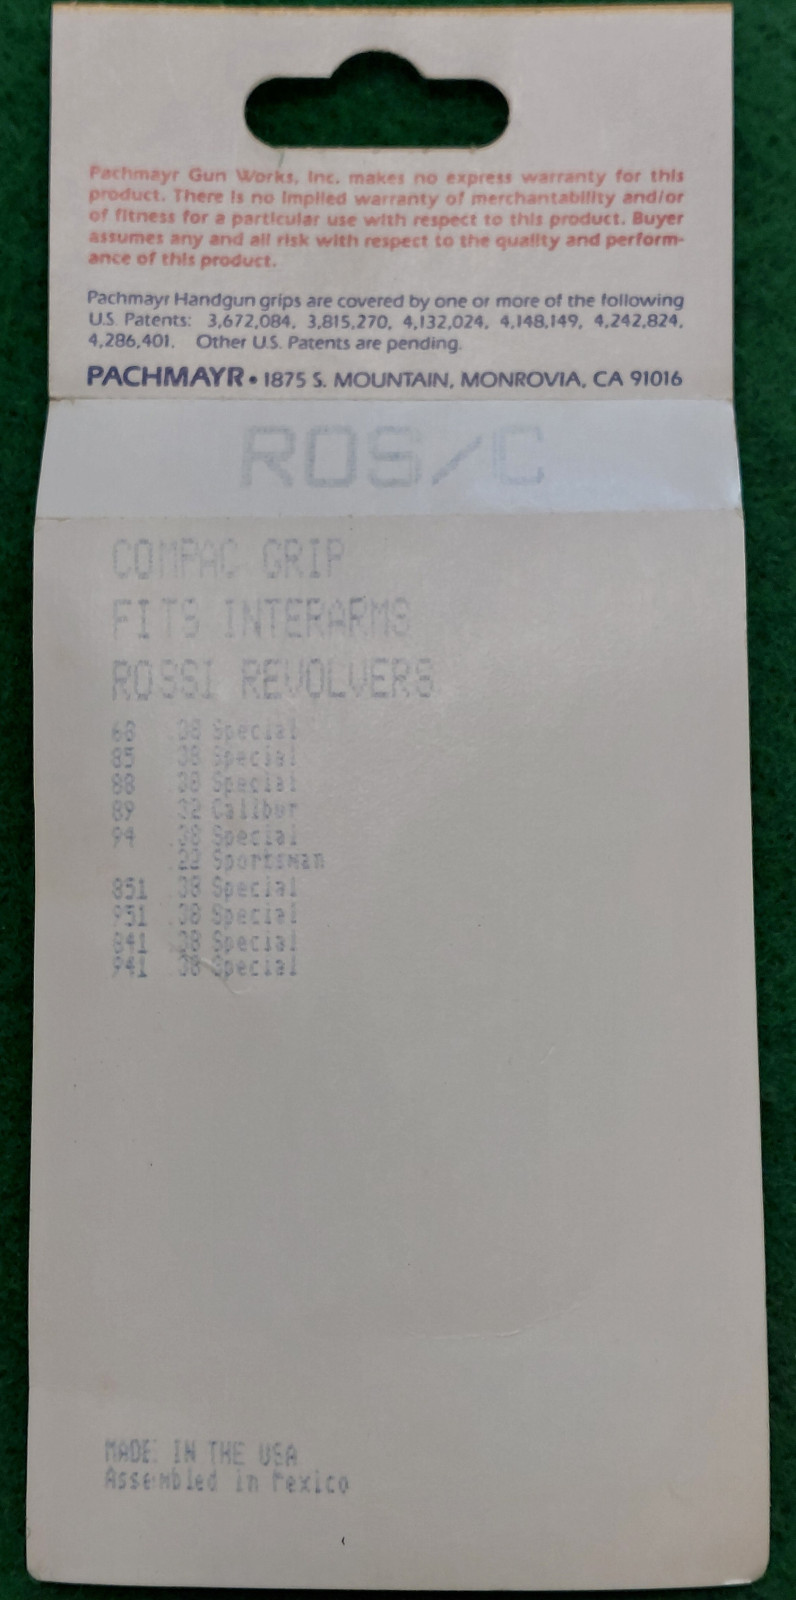 Pachmayr Gun Works, Inc. makes no express warranty for this
product. There is no implied warranty of merchantability and/or
of fitness for a particular use with respect to this product. Buyer
assumes any and all risk with respect to the quality and perform-
ance of this product.
Pachmayr Handgun grips are covered by one or more of the following
U.S. Patents: 3,672,084, 3,815,270, 4,132,024, 4,148,149, 4,242,824,
4,286,401. Other U.S. Patents are pending.
PACHMAYR • 1875 S. MOUNTAIN, MONROVIA, CA 91016
ROS/C
COMPAC GRIP
FITS INTERARMS
ROSSI REVOLVERS
68 .38 Special
85 .38 Special
88 .38 Special
89 .32 Caliber
94 .38 Special
.22 Sportsman
851 .38 Special
951 .38 Special
841 .38 Special
941 .38 Special
MADE IN THE USA
Assembled in Mexico